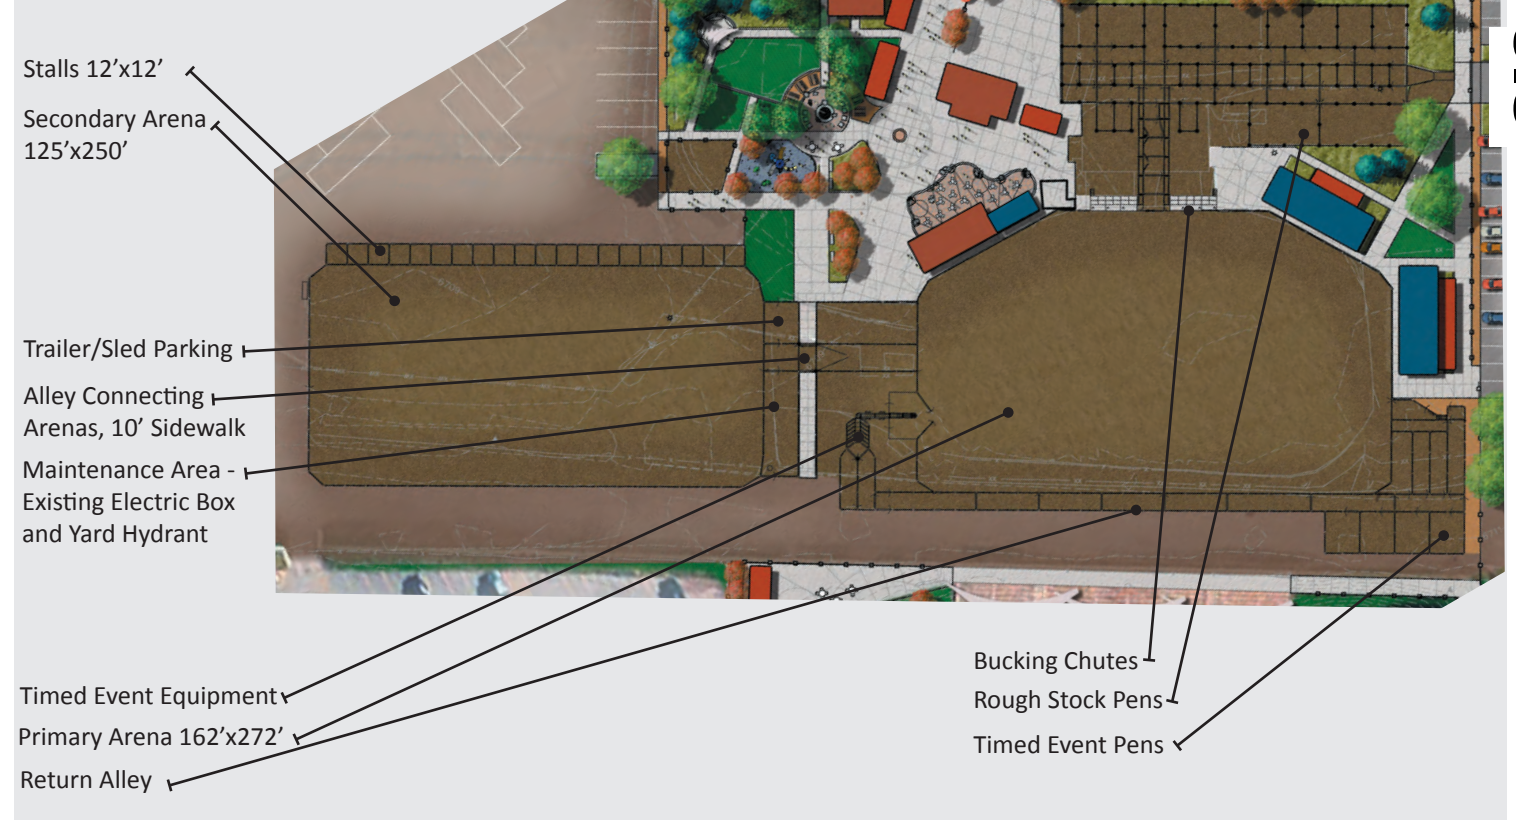 Stalls 12’x12’
Secondary Arena
125’x250’
Trailer/Sled Parking
Alley Connecting
Arenas, 10’ Sidewalk
Maintenance Area -
Existing Electric Box
and Yard Hydrant
Timed Event Equipment
Primary Arena 162’x272’
Return Alley
Bucking Chutes
Rough Stock Pens
Timed Event Pens